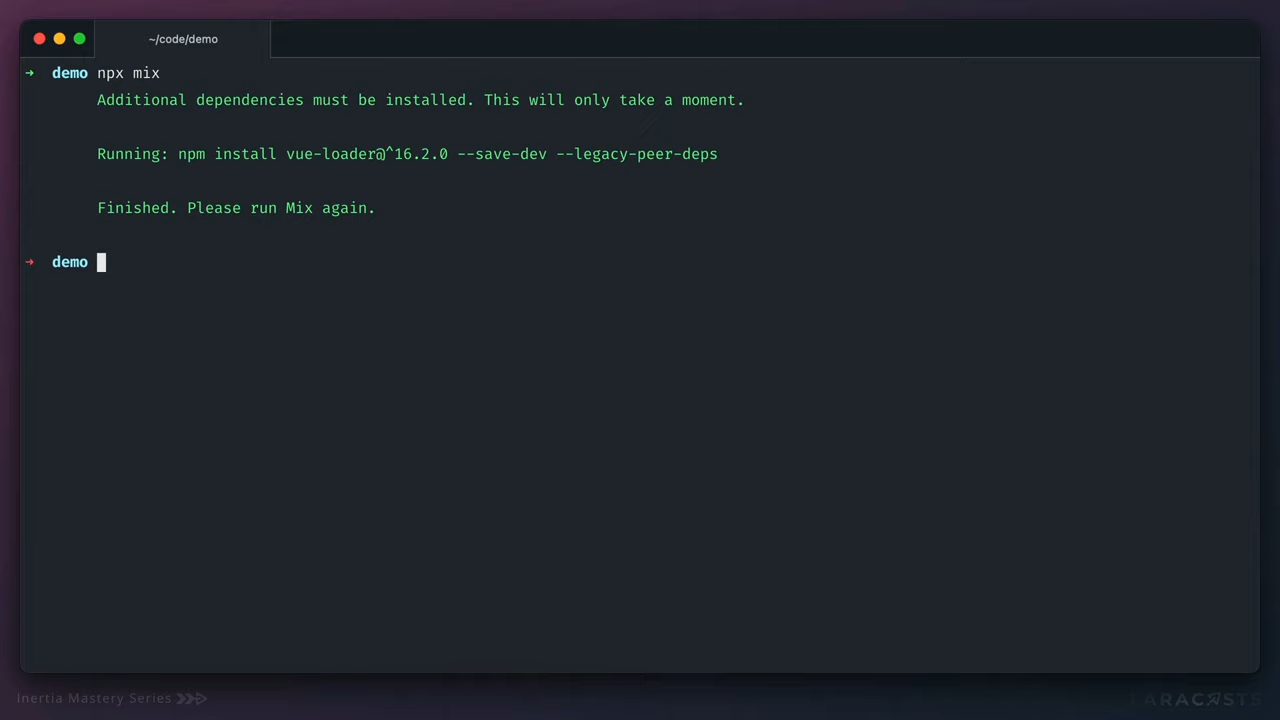 ~/code/demo
➜ demo npx mix
Additional dependencies must be installed. This will only take a moment.
Running: npm install vue-loader@^16.2.0 --save-dev --legacy-peer-deps
Finished. Please run Mix again.
➜ demo
Inertia Mastery Series
LARACASTS